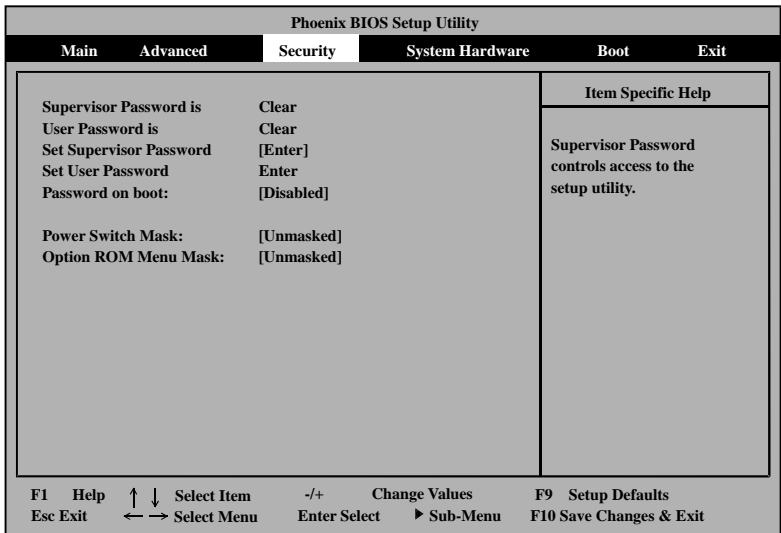 Phoenix BIOS Setup Utility
Main Advanced Security System Hardware Boot Exit
Supervisor Password is Clear
User Password is Clear
Set Supervisor Password [Enter]
Set User Password Enter
Password on boot: [Disabled]
Power Switch Mask: [Unmasked]
Option ROM Menu Mask: [Unmasked]
Item Specific Help
Supervisor Password
controls access to the
setup utility.
F1 Help ↑ ↓ Select Item -/+ Change Values F9 Setup Defaults
Esc Exit ← → Select Menu Enter Select ▶ Sub-Menu F10 Save Changes & Exit